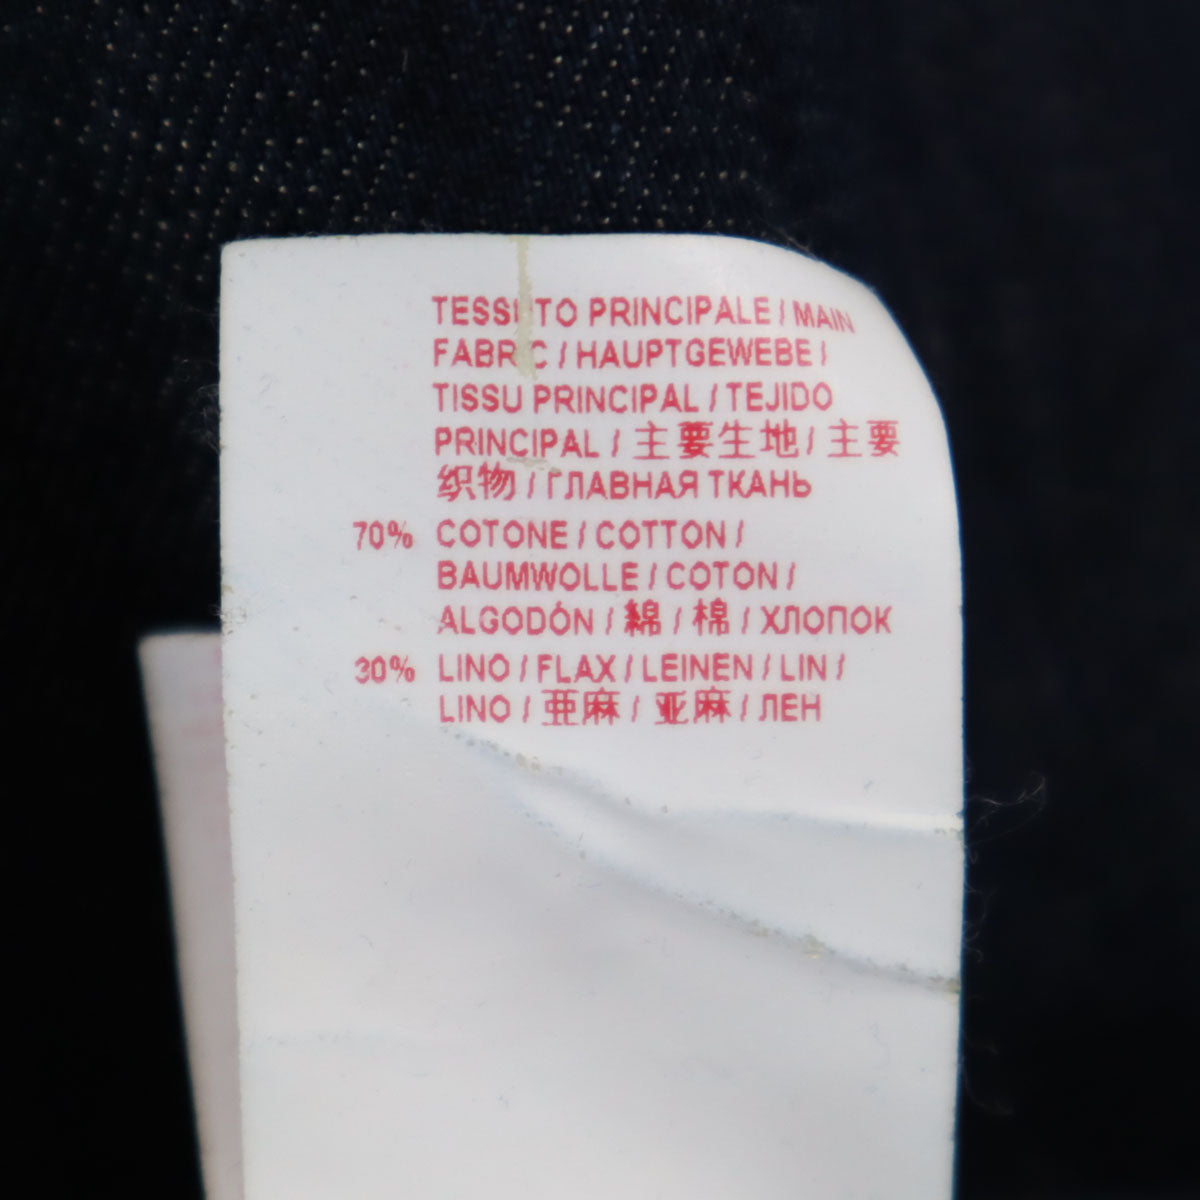 TESSUTO PRINCIPALE / MAIN
FABRIC / HAUPTGEWEBE /
TISSU PRINCIPAL / TEJIDO
PRINCIPAL / 主要生地 / 主要
织物 / ГЛАВНАЯ ТКАНЬ
70% COTONE / COTTON /
BAUMWOLLE / COTON /
ALGODÓN / 綿 / 棉 / ХЛОПОК
30% LINO / FLAX / LEINEN / LIN /
LINO / 亜麻 / 亚麻 / ЛЕН